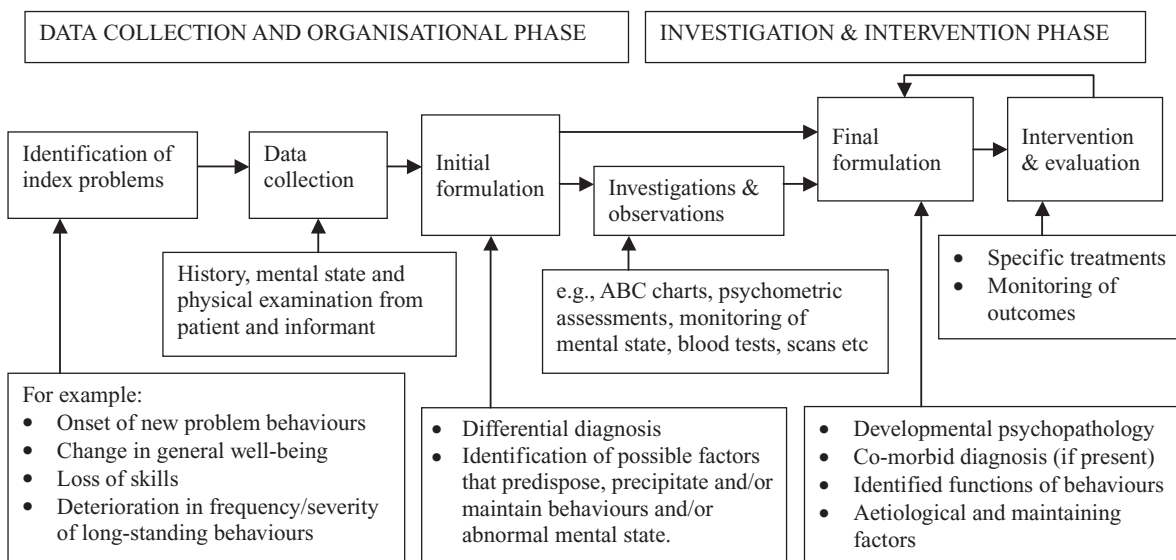 DATA COLLECTION AND ORGANISATIONAL PHASE
INVESTIGATION & INTERVENTION PHASE
Identification of
index problems
Data
collection
Initial
formulation
Investigations &
observations
Final
formulation
Intervention
& evaluation
History, mental state and
physical examination from
patient and informant
e.g., ABC charts, psychometric
assessments, monitoring of
mental state, blood tests, scans etc
• Specific treatments
• Monitoring of
outcomes
For example:
• Onset of new problem behaviours
• Change in general well-being
• Loss of skills
• Deterioration in frequency/severity
of long-standing behaviours
• Differential diagnosis
• Identification of possible factors
that predispose, precipitate and/or
maintain behaviours and/or
abnormal mental state.
• Developmental psychopathology
• Co-morbid diagnosis (if present)
• Identified functions of behaviours
• Aetiological and maintaining
factors